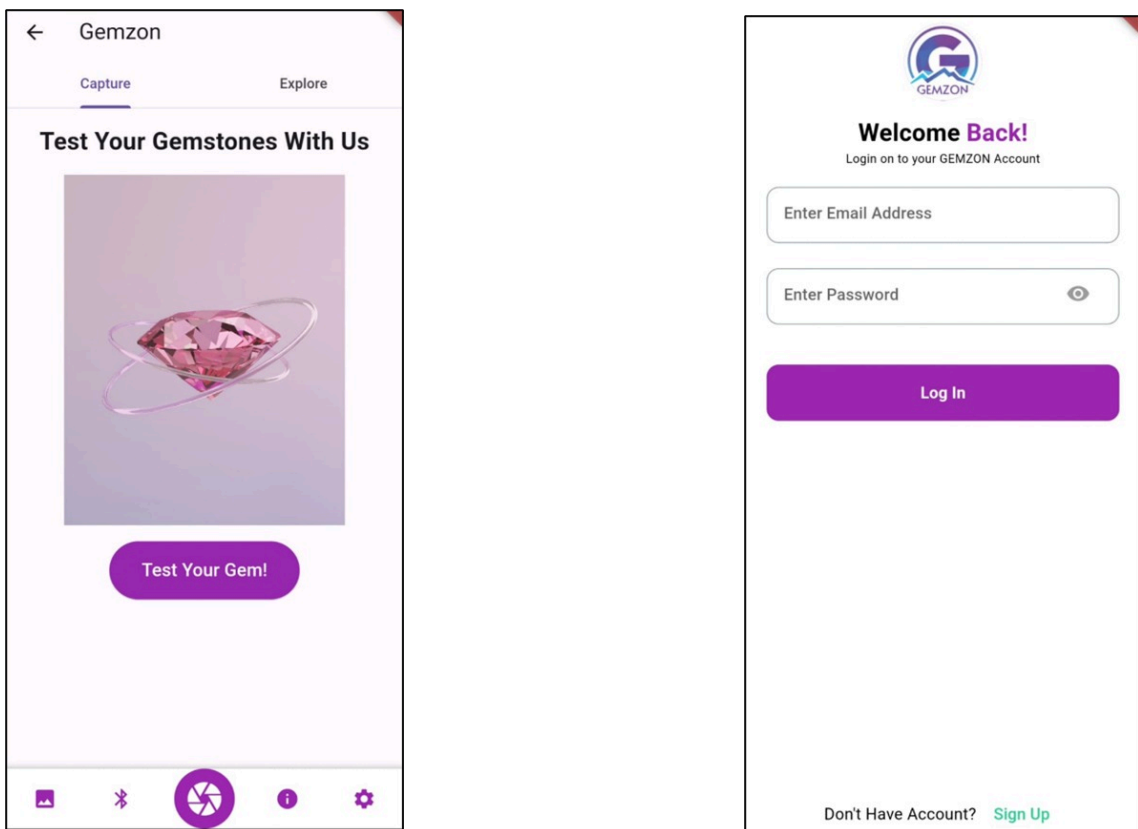 Gemzon
Capture Explore
Test Your Gemstones With Us
Test Your Gem!
GEMZON
Welcome Back!
Login on to your GEMZON Account
Enter Email Address
Enter Password
Log In
Don't Have Account? Sign Up